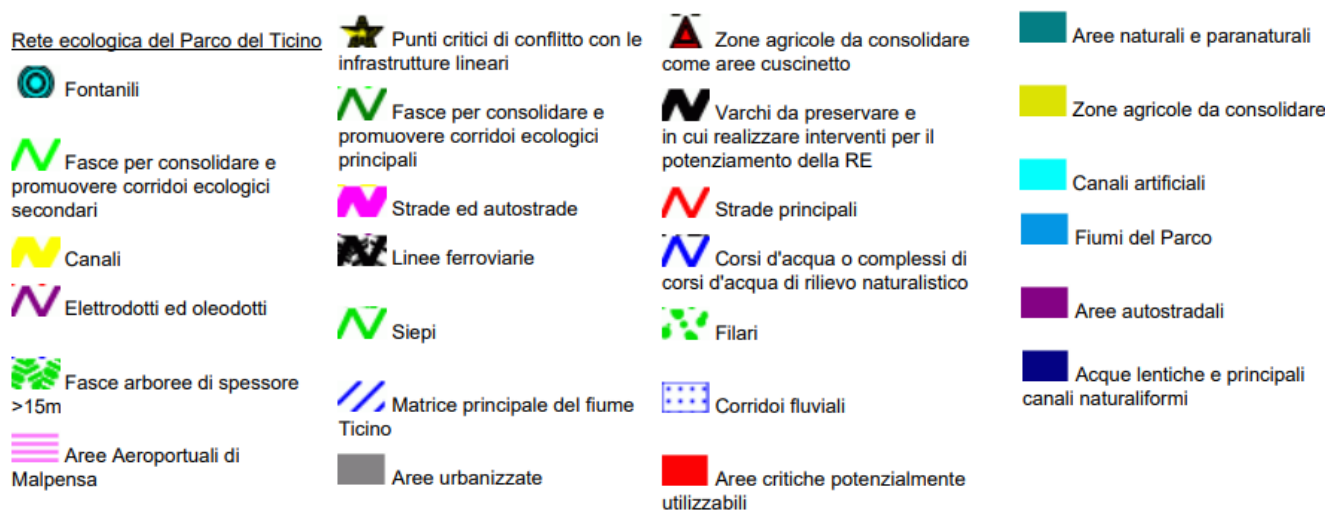 Rete ecologica del Parco del Ticino
Fontanili
Fasce per consolidare e
promuovere corridoi ecologici
secondari
Canali
Elettrodotti ed oleodotti
Fasce arboree di spessore
>15m
Aree Aeroportuali di
Malpensa
Punti critici di conflitto con le
infrastrutture lineari
Fasce per consolidare e
promuovere corridoi ecologici
principali
Strade ed autostrade
Linee ferroviarie
Siepi
Matrice principale del fiume
Ticino
Aree urbanizzate
Zone agricole da consolidare
come aree cuscinetto
Varchi da preservare e
in cui realizzare interventi per il
potenziamento della RE
Strade principali
Corsi d'acqua o complessi di
corsi d'acqua di rilievo naturalistico
Filari
Corridoi fluviali
Aree critiche potenzialmente
utilizzabili
Aree naturali e paranaturali
Zone agricole da consolidare
Canali artificiali
Fiumi del Parco
Aree autostradali
Acque lentiche e principali
canali naturaliformi